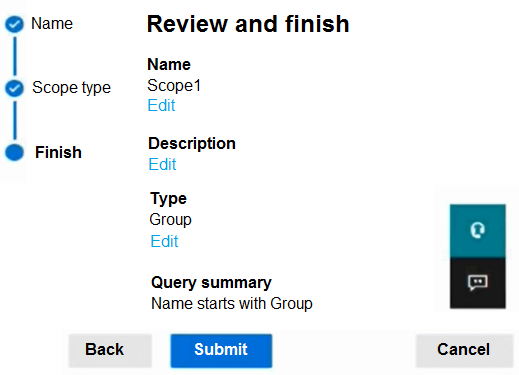 Name
Scope type
Finish
Review and finish
Name
Scope1
Edit
Description
Edit
Type
Group
Edit
Query summary
Name starts with Group
Back
Submit
Cancel